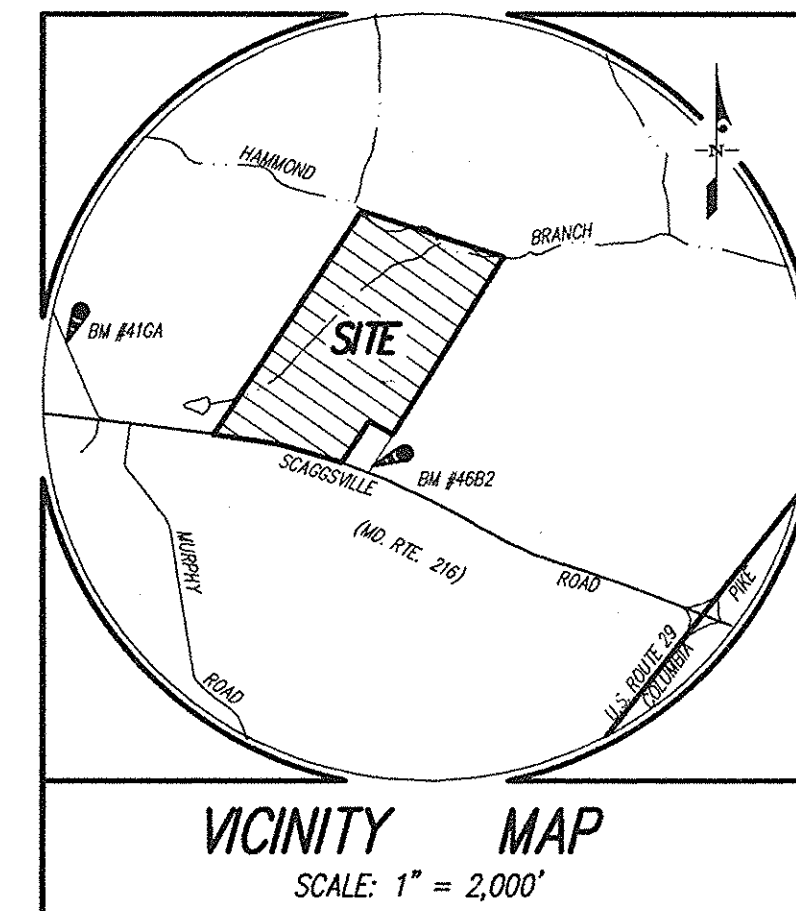 HAMMOND
BRANCH
N
BM #41GA
SITE
BM #46B2
SCAGGSVILLE
(MD. RTE. 216)
ROAD
MURPHY
ROAD
PIKE
U.S. ROUTE 29
COLUMBIA
VICINITY MAP
SCALE: 1" = 2,000'